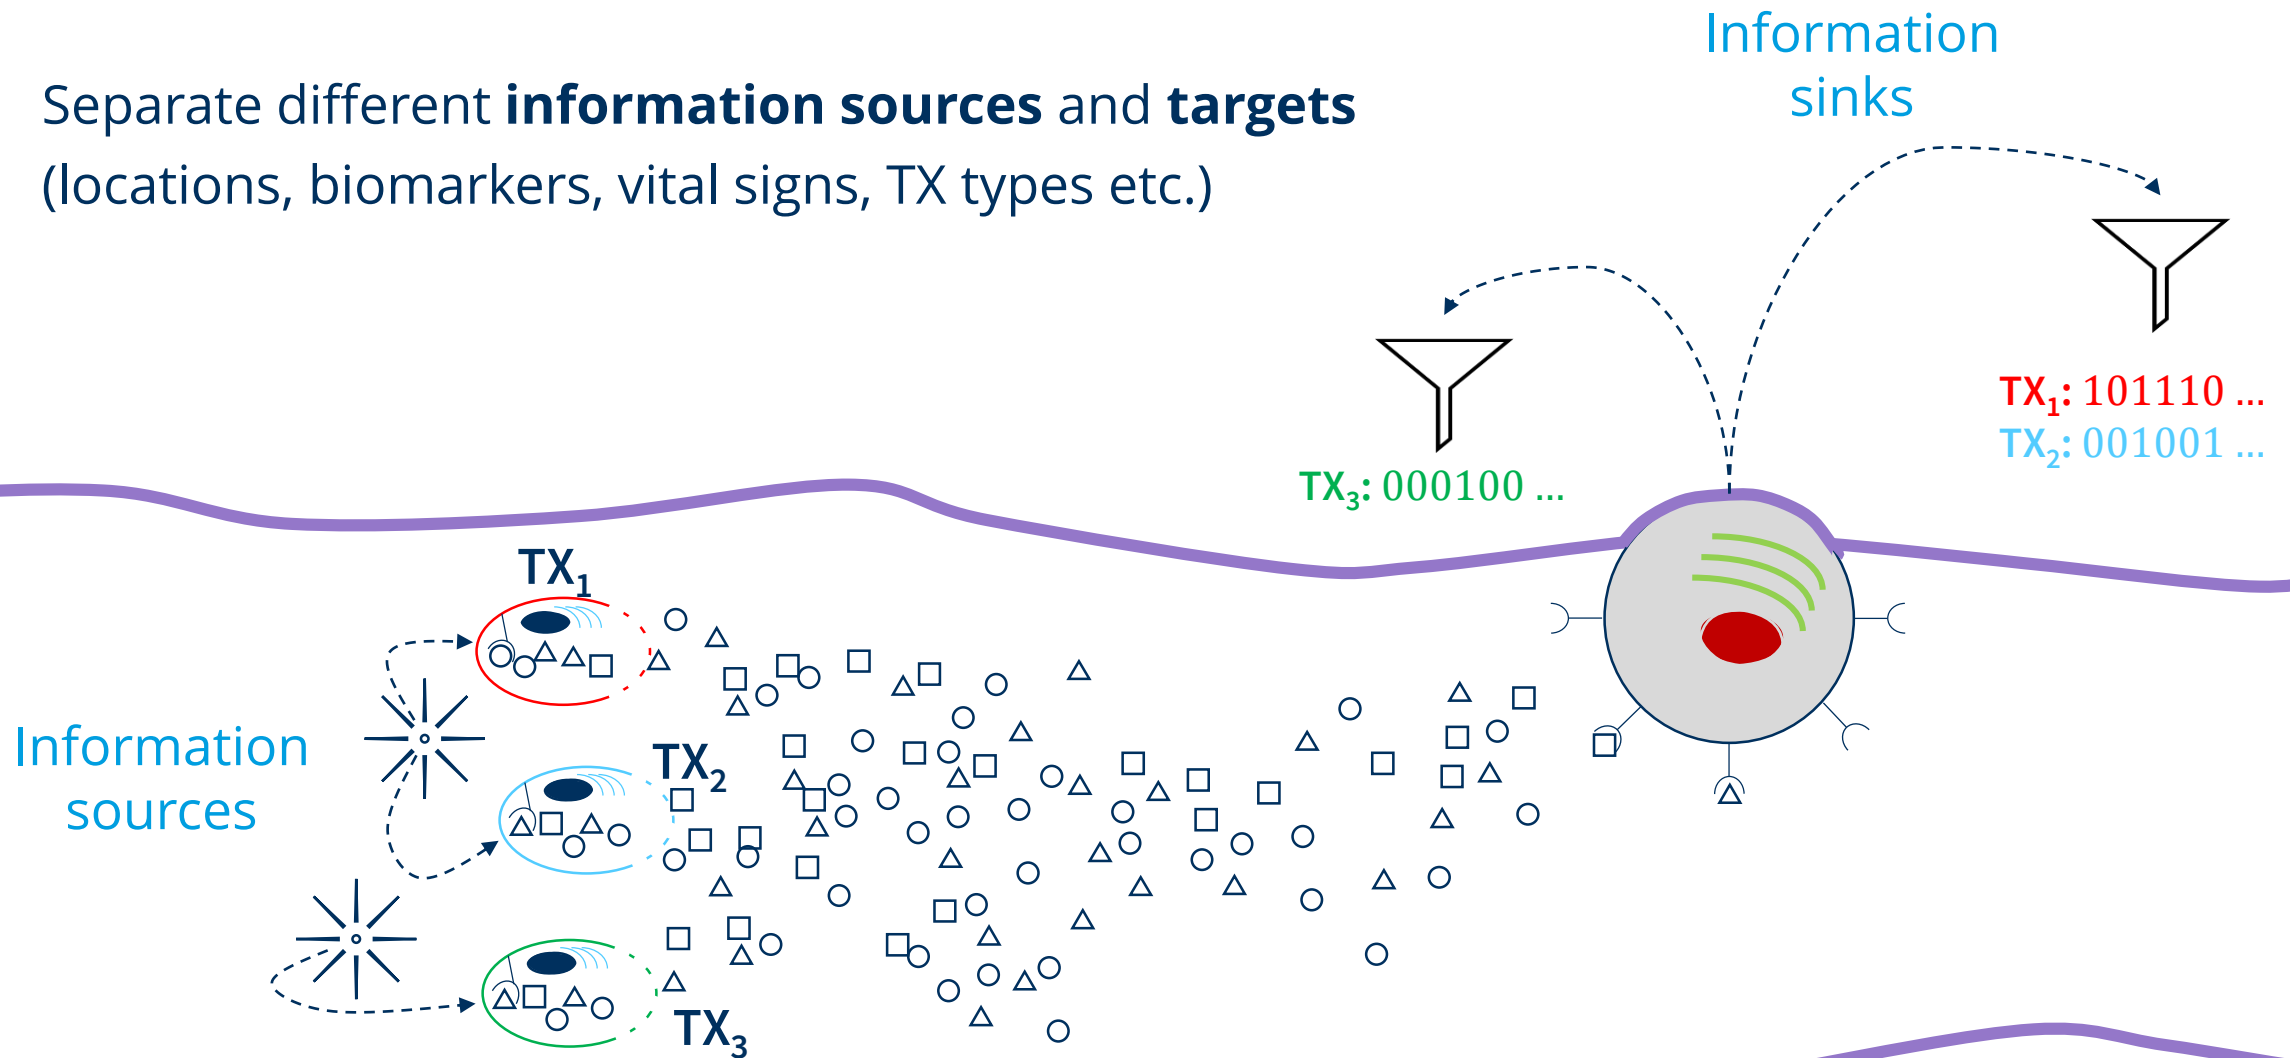 Information
sinks
Separate different information sources and targets
(locations, biomarkers, vital signs, TX types etc.)
TX₁: 101110 ...
TX₂: 001001 ...
TX₃: 000100 ...
TX₁
Information
sources
TX₂
TX₃